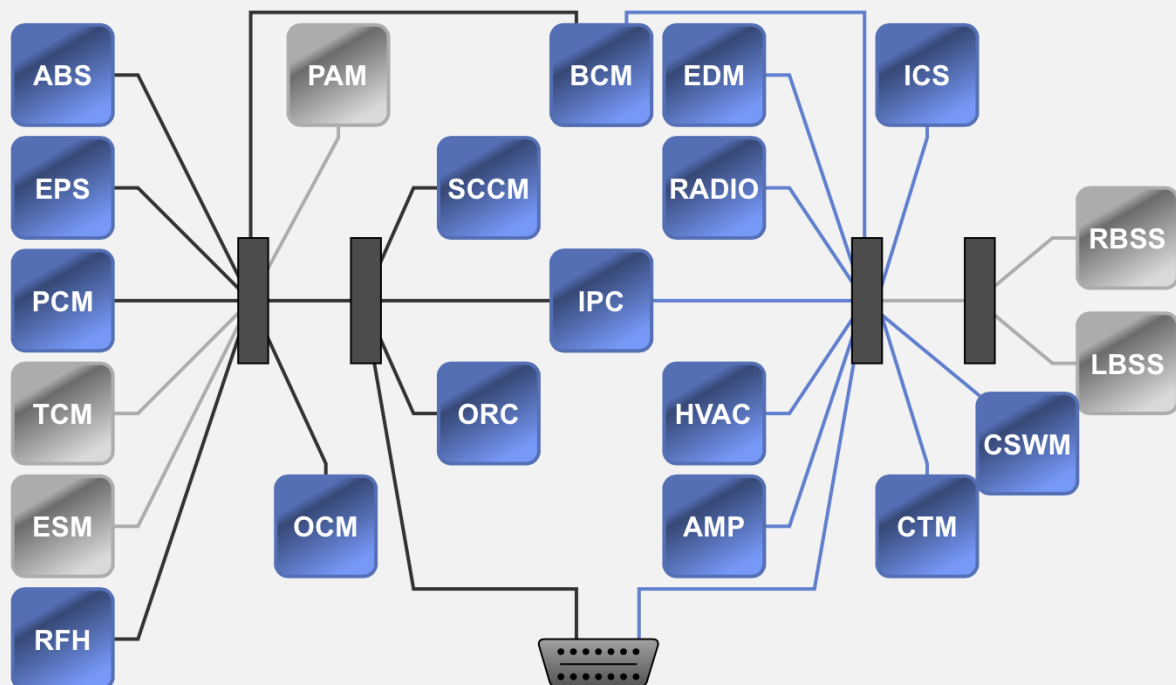 ABS
PAM
BCM
EDM
ICS
EPS
SCCM
RADIO
RBSS
PCM
IPC
LBSS
TCM
ORC
HVAC
CSWM
ESM
OCM
AMP
CTM
RFH